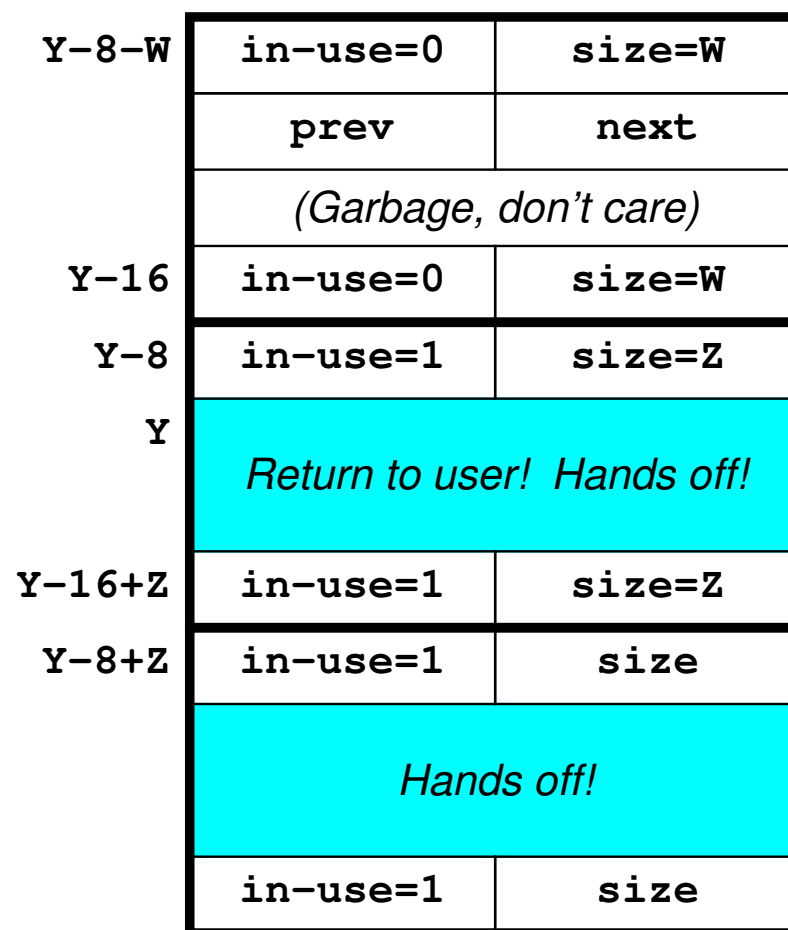 Y-8-W in-use=0 size=W
prev next
(Garbage, don't care)
Y-16 in-use=0 size=W
Y-8 in-use=1 size=Z
Y
Return to user! Hands off!
Y-16+Z in-use=1 size=Z
Y-8+Z in-use=1 size
Hands off!
in-use=1 size